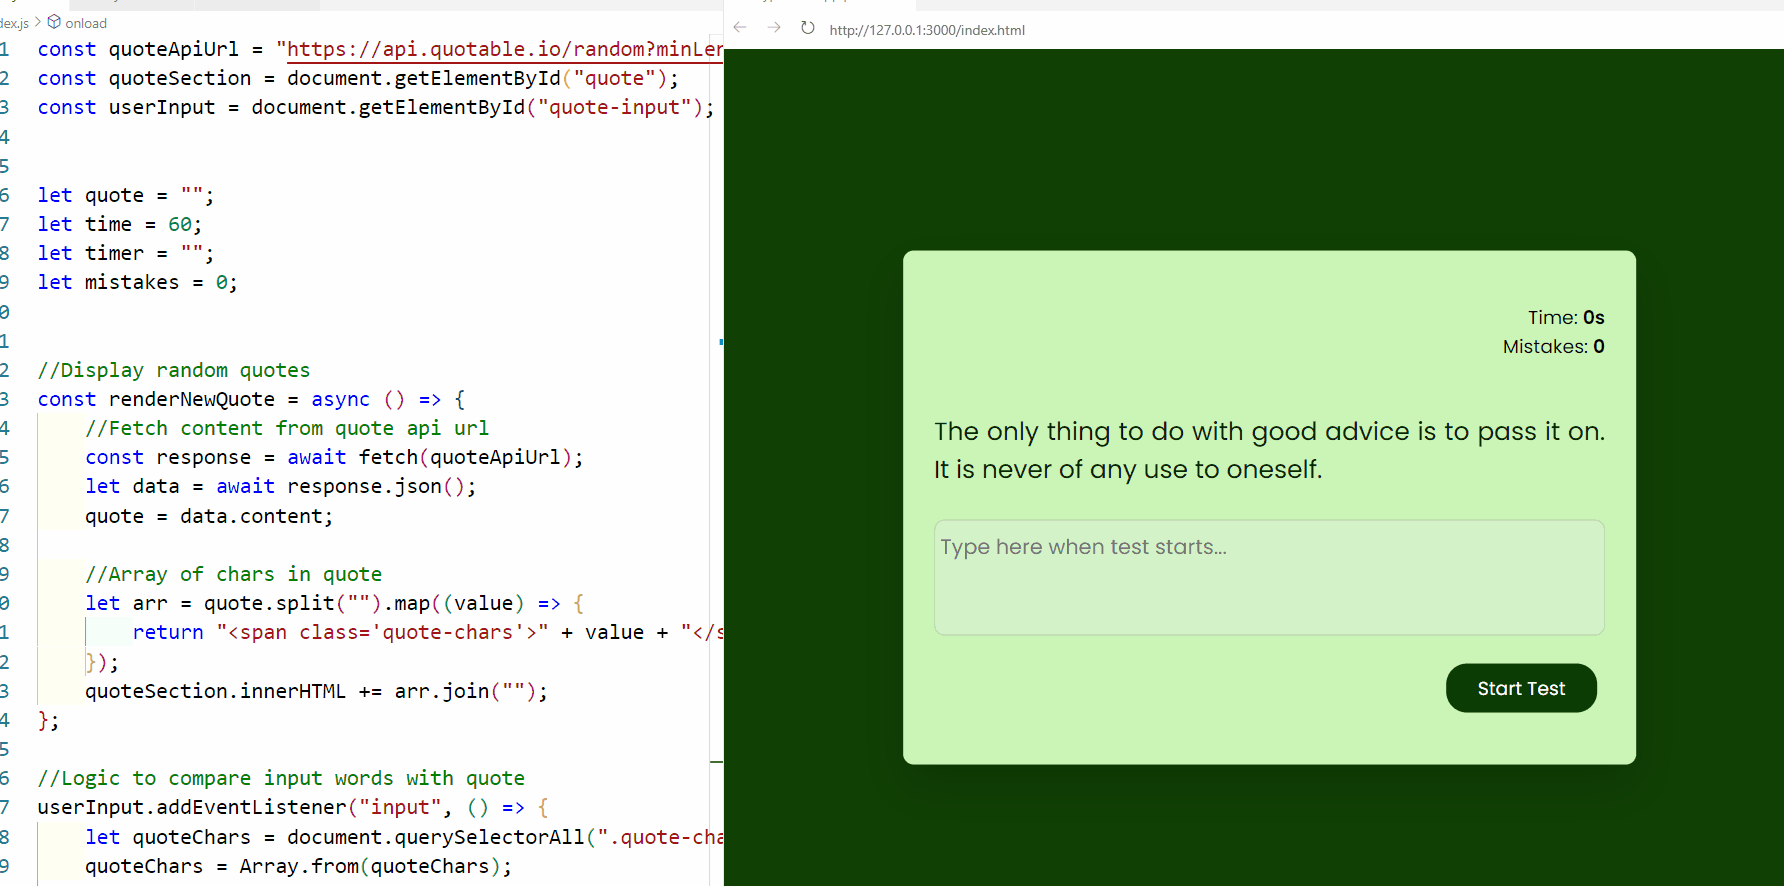 dex.js > onload
1 const quoteApiUrl = "https://api.quotable.io/random?minLen
2 const quoteSection = document.getElementById("quote");
3 const userInput = document.getElementById("quote-input");
4
5
6 let quote = "";
7 let time = 60;
8 let timer = "";
9 let mistakes = 0;
0
1
2 //Display random quotes
3 const renderNewQuote = async () => {
4 //Fetch content from quote api url
5 const response = await fetch(quoteApiUrl);
6 let data = await response.json();
7 quote = data.content;
8
9 //Array of chars in quote
0 let arr = quote.split("").map((value) => {
1 return "<span class='quote-chars'>" + value + "</s
2 });
3 quoteSection.innerHTML += arr.join("");
4 };
5
6 //Logic to compare input words with quote
7 userInput.addEventListener("input", () => {
8 let quoteChars = document.querySelectorAll(".quote-cha
9 quoteChars = Array.from(quoteChars);
http://127.0.0.1:3000/index.html
Time: 0s
Mistakes: 0
The only thing to do with good advice is to pass it on.
It is never of any use to oneself.
Type here when test starts...
Start Test